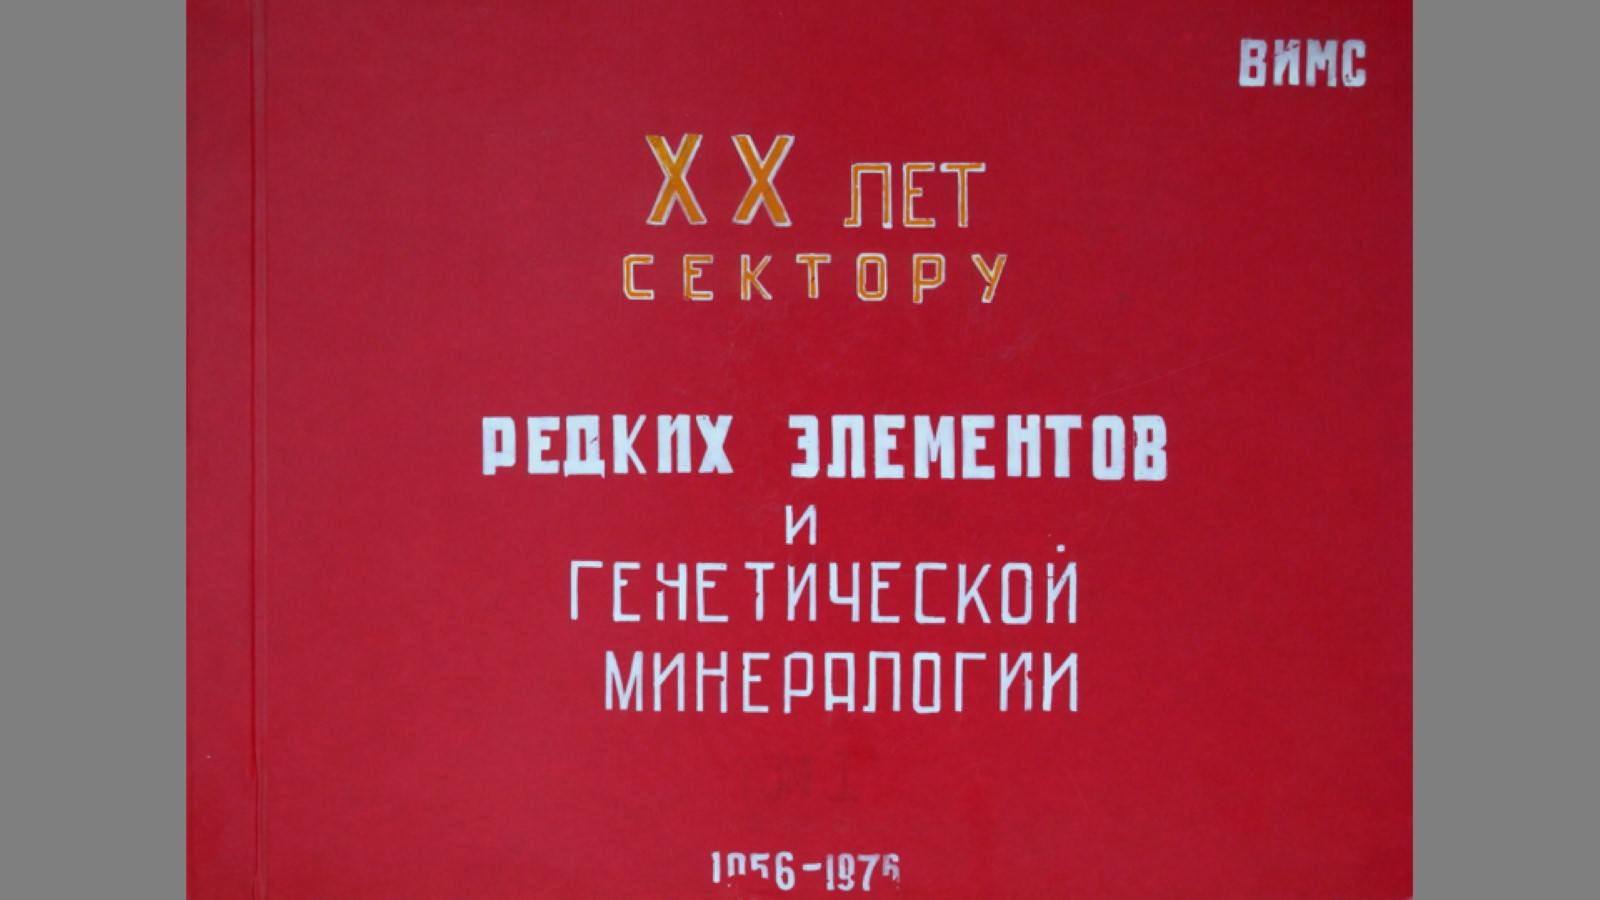 ВИМС
XX ЛЕТ
СЕКТОРУ
РЕДКИХ ЭЛЕМЕНТОВ
И
ГЕНЕТИЧЕСКОЙ
МИНЕРАЛОГИИ
1956-1976